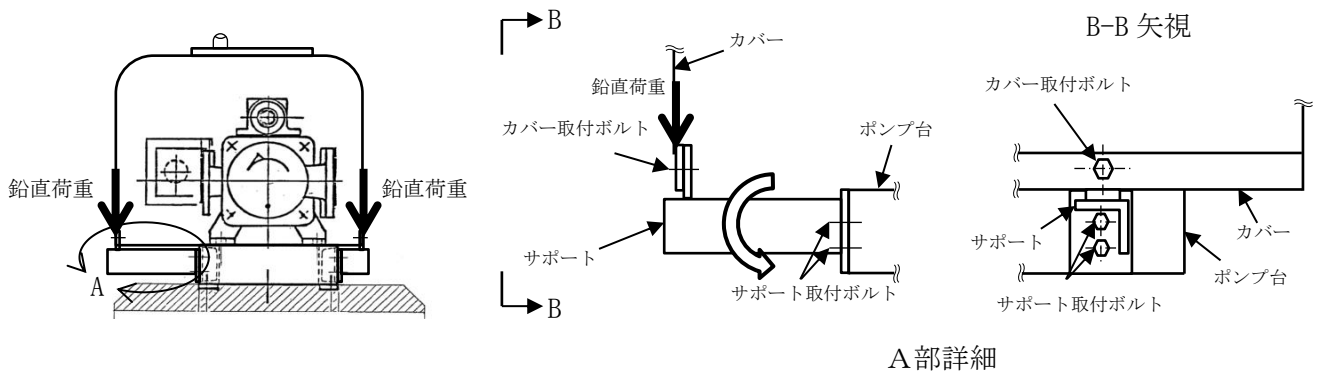 鉛直荷重
鉛直荷重
A
B
カバー
鉛直荷重
カバー取付ボルト
ポンプ台
サポート
サポート取付ボルト
B
B-B 矢視
カバー取付ボルト
サポート
カバー
ポンプ台
サポート取付ボルト
A部詳細